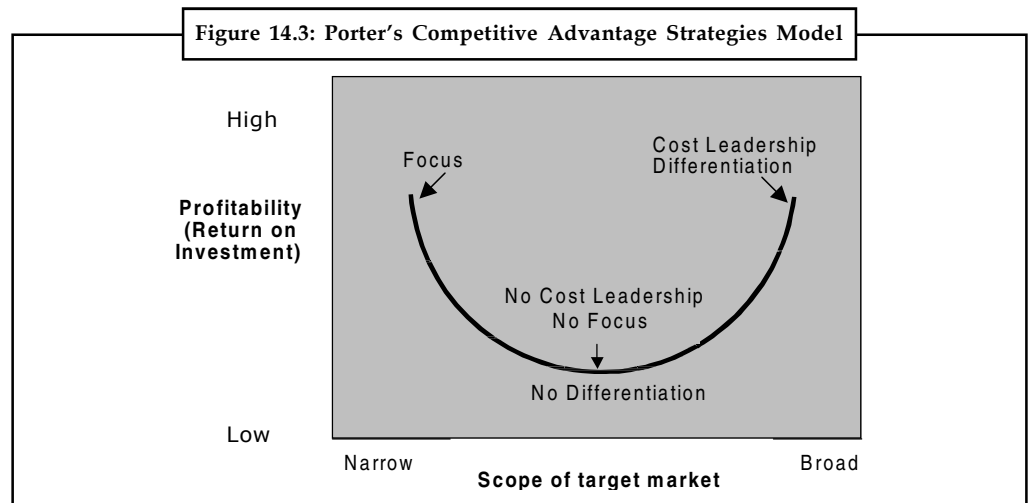 Figure 14.3: Porter's Competitive Advantage Strategies Model
High
Cost Leadership
Differentiation
Focus
Profitability
(Return on
Investment)
No Cost Leadership
No Focus
No Differentiation
Low
Narrow
Broad
Scope of target market